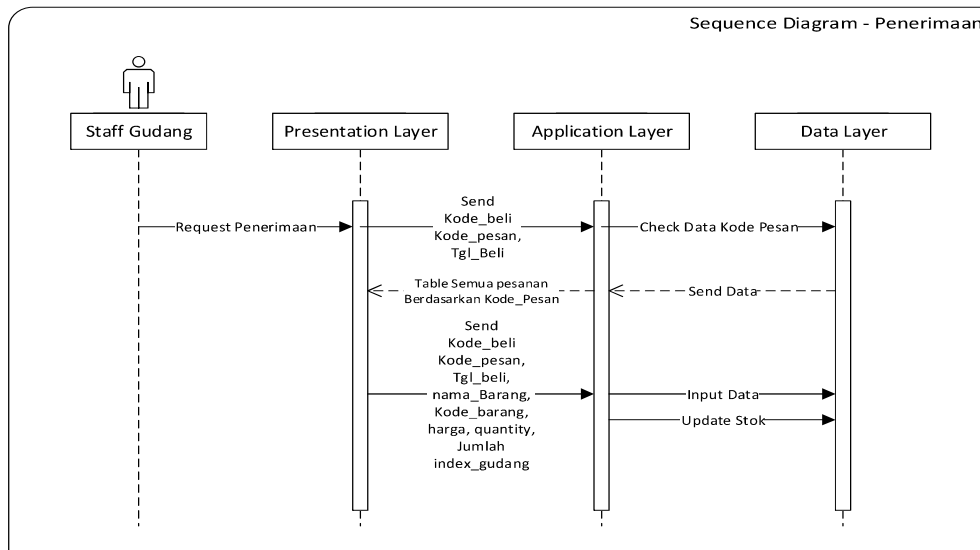 Sequence Diagram - Penerimaan
Staff Gudang
Presentation Layer
Application Layer
Data Layer
Request Penerimaan
Send
Kode_beli
Kode_pesan,
Tgl_Beli
Check Data Kode Pesan
Table Semua pesanan
Berdasarkan Kode_Pesan
Send Data
Send
Kode_beli
Kode_pesan,
Tgl_beli,
nama_Barang,
Kode_barang,
harga, quantity,
Jumlah
index_gudang
Input Data
Update Stok